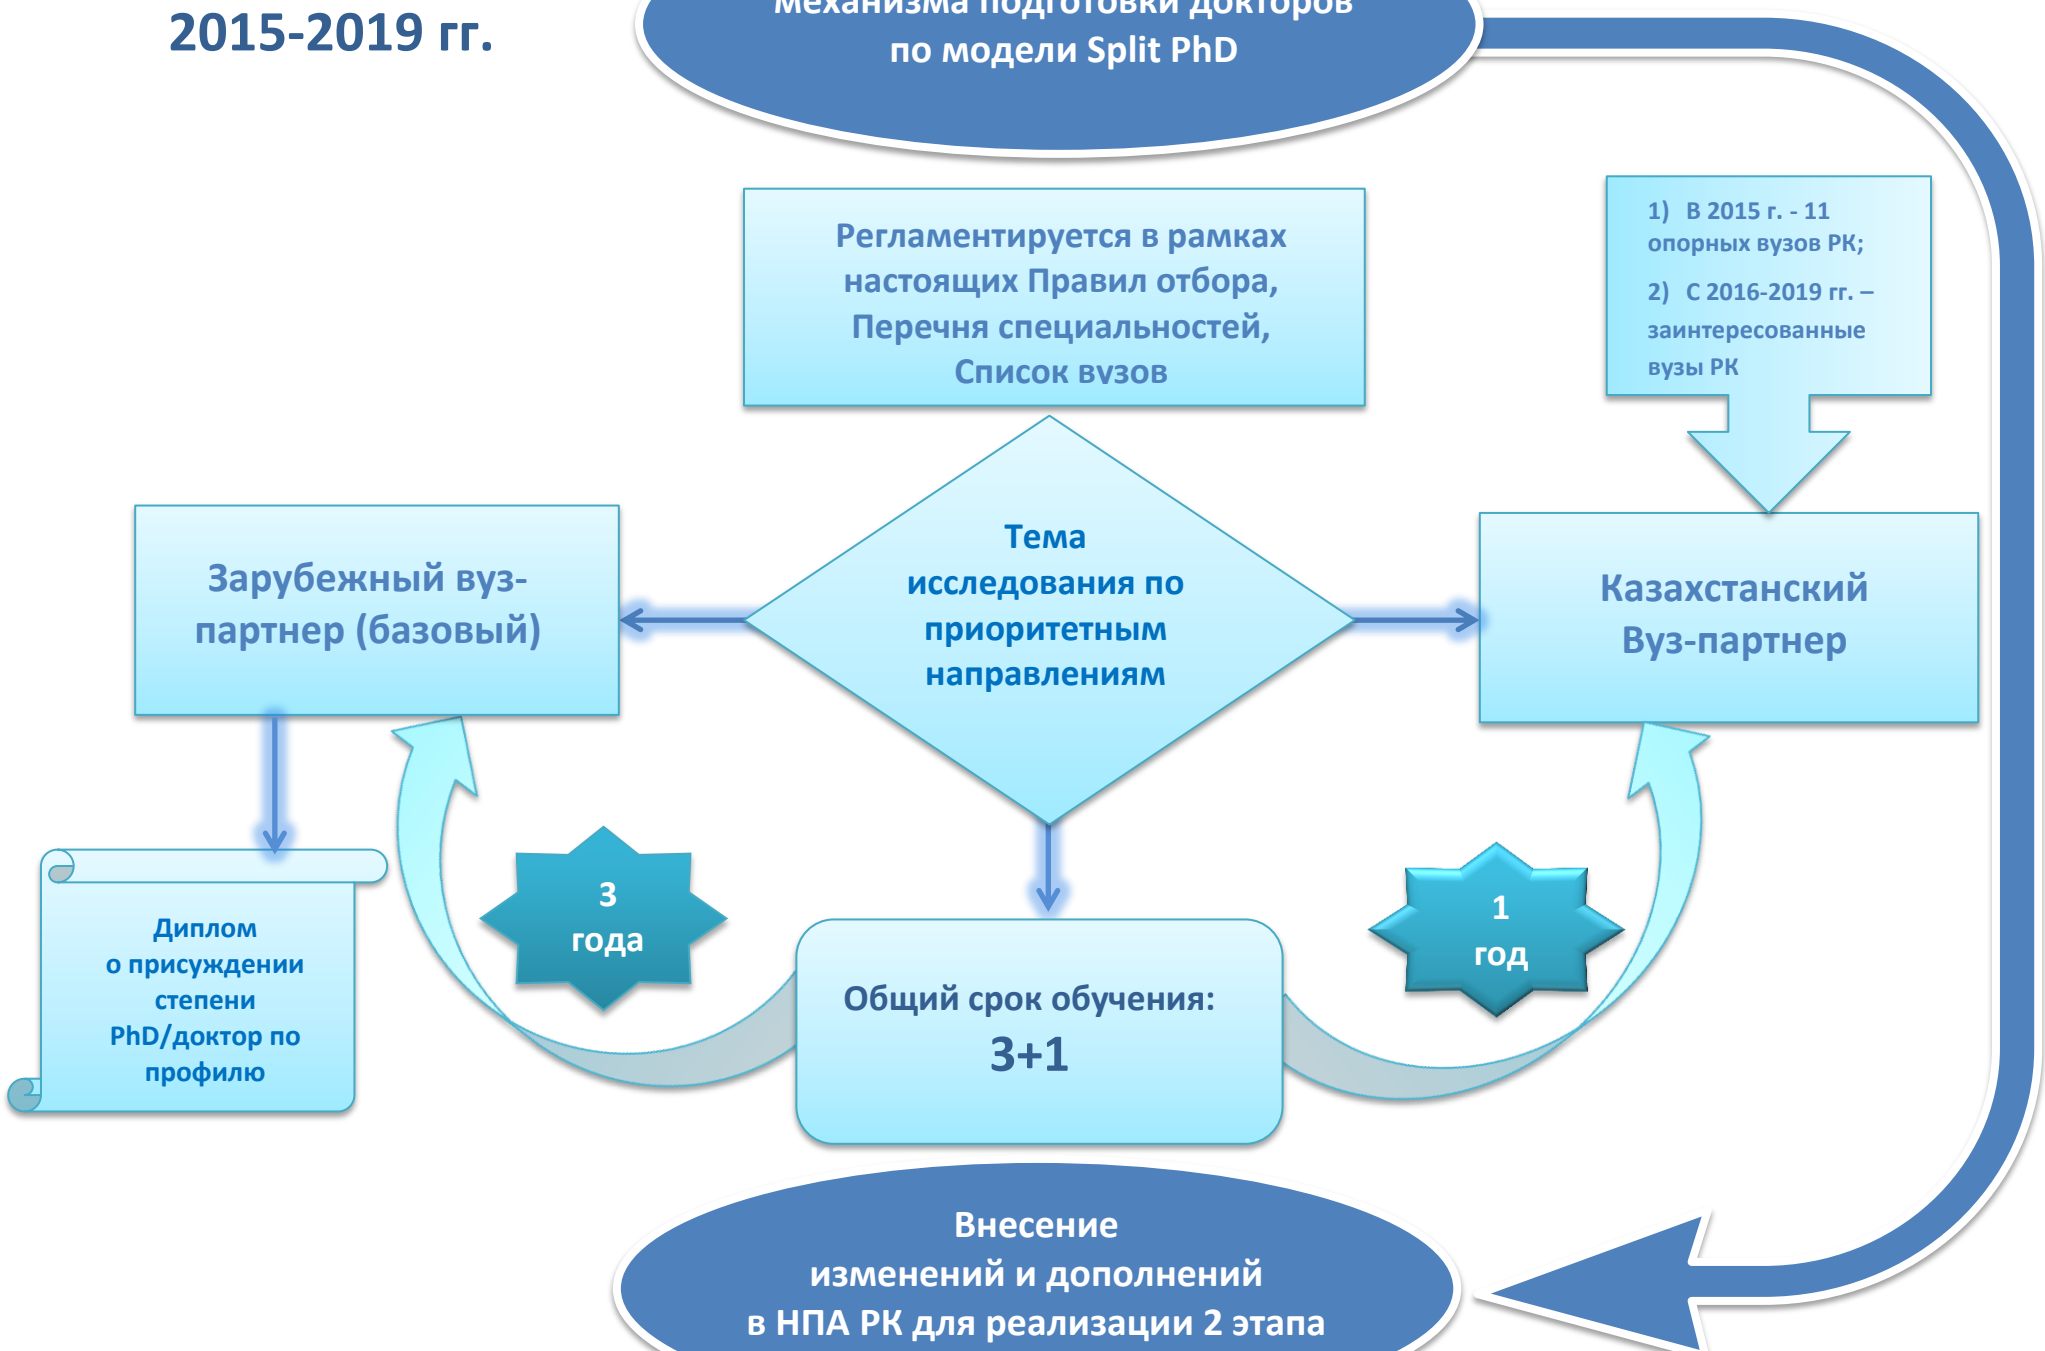 2015-2019 гг.
механизма подготовки докторов
по модели Split PhD
Регламентируется в рамках
настоящих Правил отбора,
Перечня специальностей,
Список вузов
1) В 2015 г. - 11
опорных вузов РК;
2) С 2016-2019 гг. –
заинтересованные
вузы РК
Зарубежный вуз-
партнер (базовый)
Тема
исследования по
приоритетным
направлениям
Казахстанский
Вуз-партнер
3
года
1
год
Диплом
о присуждении
степени
PhD/доктор по
профилю
Общий срок обучения:
3+1
Внесение
изменений и дополнений
в НПА РК для реализации 2 этапа